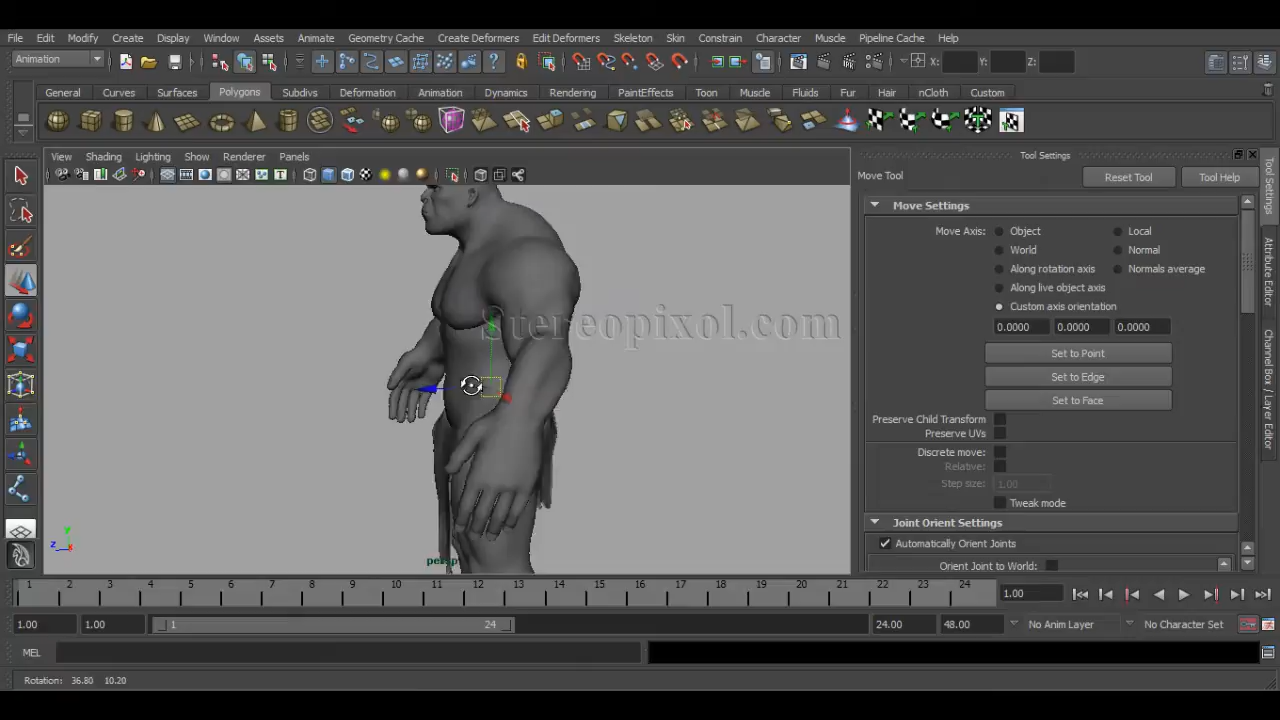 File Edit Modify Create Display Window Assets Animate Geometry Cache Create Deformers Edit Deformers Skeleton Skin Constrain Character Muscle Pipeline Cache Help
Animation X: Y: Z:
General Curves Surfaces Polygons Subdivs Deformation Animation Dynamics Rendering PaintEffects Toon Muscle Fluids Fur Hair nCloth Custom
View Shading Lighting Show Renderer Panels
Tool Settings
Move Tool Reset Tool Tool Help
Move Settings
Move Axis: Object Local
World Normal
Along rotation axis Normals average
Along live object axis
Custom axis orientation
0.0000 0.0000 0.0000
Set to Point
Set to Edge
Set to Face
Preserve Child Transform
Preserve UVs
Discrete move:
Relative:
Step size: 1.00
Tweak mode
Joint Orient Settings
Automatically Orient Joints
Orient Joint to World:
Tool Settings
Attribute Editor
Channel Box / Layer Editor
Stereopixol.com
y
z x
persp
1 2 3 4 5 6 7 8 9 10 11 12 13 14 15 16 17 18 19 20 21 22 23 24 1.00
1.00 1.00 1 24 24.00 48.00 No Anim Layer No Character Set
MEL
Rotation: 36.80 10.20